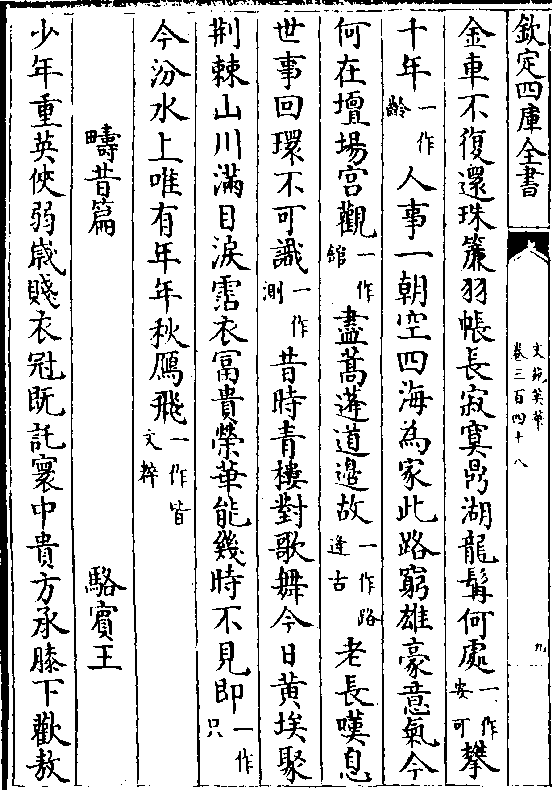 欽定四庫全書
文苑英華
卷三百四十八
九
金車不復還珠簾羽帳長寂寞鼎湖龍髯何處一作安可攀
十年一作齡人事一朝空四海為家此路窮雄豪意氣今
何在壇場宮觀一作館盡蒿蓬道邊故一作路逢古老長嘆息
世事回環不可識一作測昔時青樓對歌舞今日黃埃聚
荆棘山川滿目淚霑衣富貴榮華能幾時不見即一作只
今汾水上唯有年年秋鴈飛一作皆文粹
疇昔篇 駱賓王
少年重英俠弱歲賤衣冠既託寰中貴方承膝下歡敖